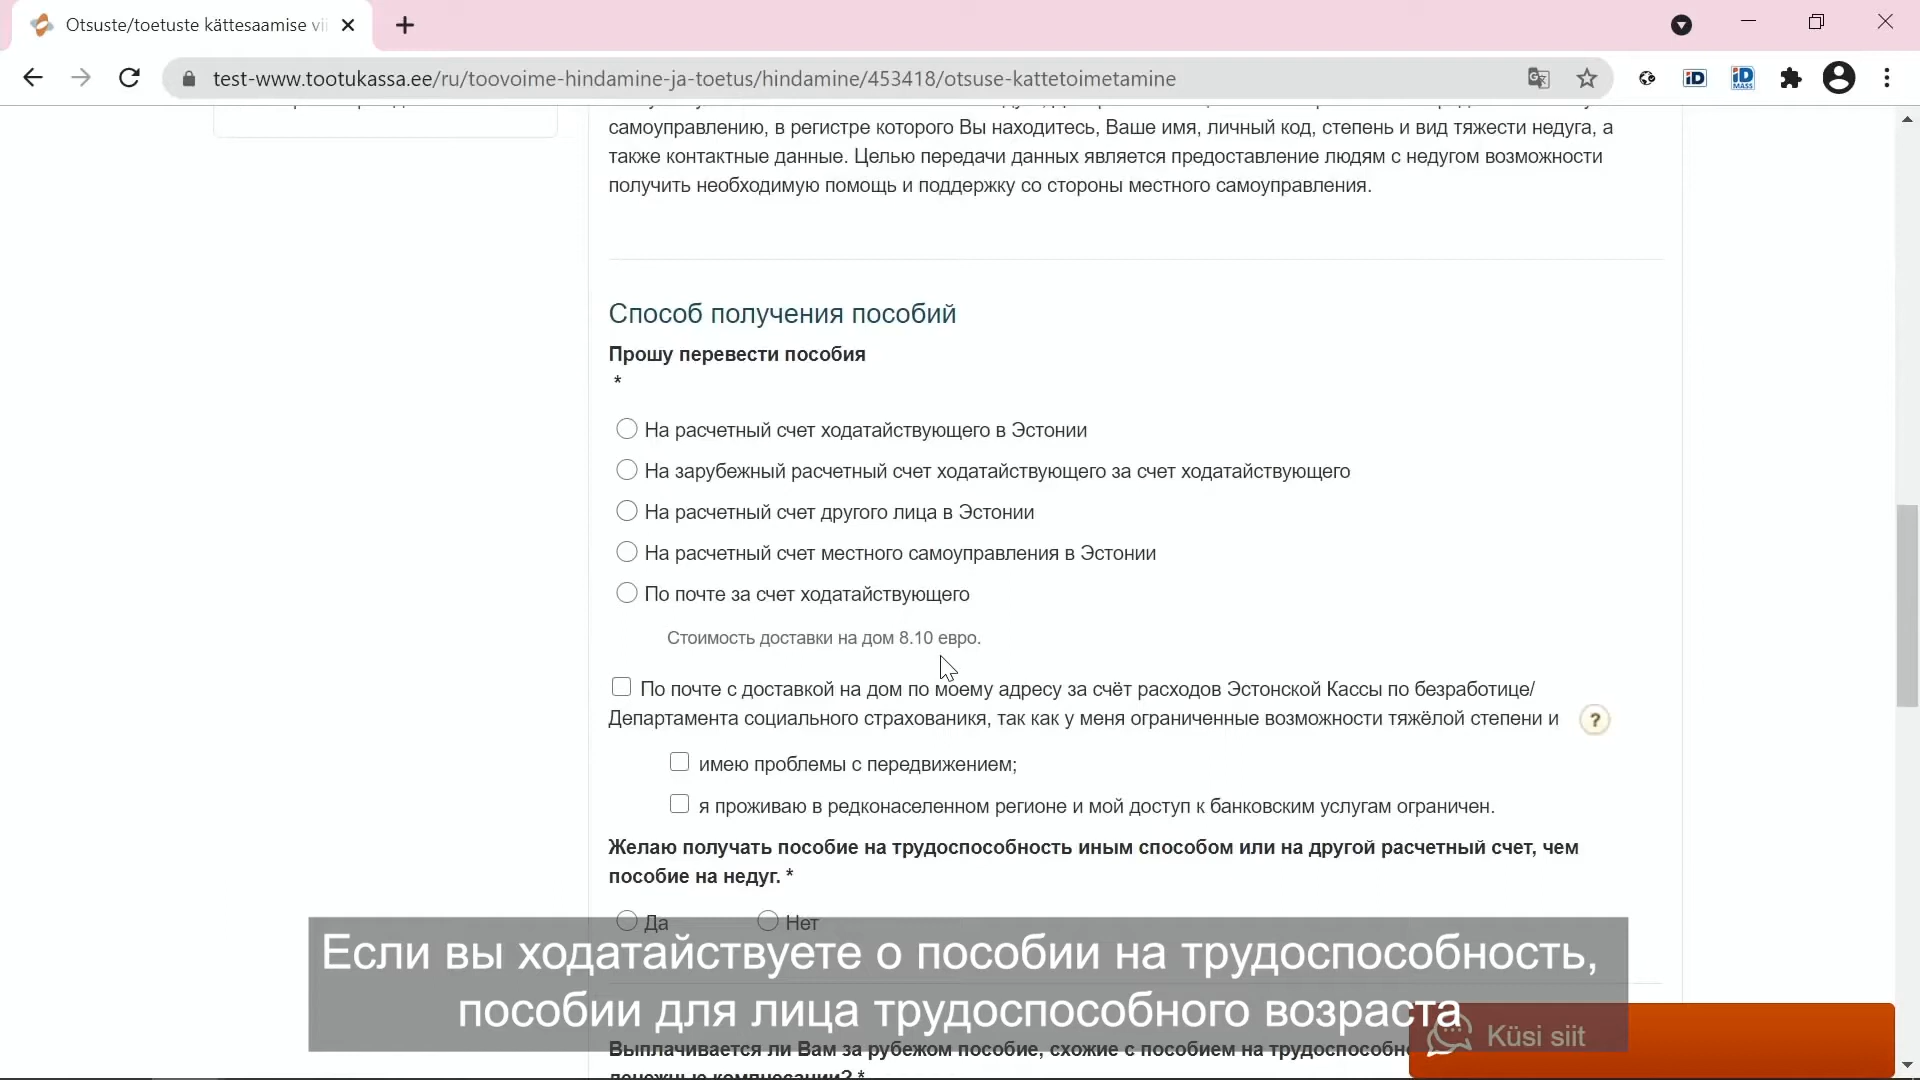 Otsuste/toetuste kättesaamise vii
test-www.tootukassa.ee/ru/toovoime-hindamine-ja-toetus/hindamine/453418/otsuse-kattetoimetamine
iD
iD
MASS
самоуправлению, в регистре которого Вы находитесь, Ваше имя, личный код, степень и вид тяжести недуга, а
также контактные данные. Целью передачи данных является предоставление людям с недугом возможности
получить необходимую помощь и поддержку со стороны местного самоуправления.
Способ получения пособий
Прошу перевести пособия
*
На расчетный счет ходатайствующего в Эстонии
На зарубежный расчетный счет ходатайствующего за счет ходатайствующего
На расчетный счет другого лица в Эстонии
На расчетный счет местного самоуправления в Эстонии
По почте за счет ходатайствующего
Стоимость доставки на дом 8.10 евро.
По почте с доставкой на дом по моему адресу за счёт расходов Эстонской Кассы по безработице/
Департамента социального страхованикя, так как у меня ограниченные возможности тяжёлой степени и ?
имею проблемы с передвижением;
я проживаю в редконаселенном регионе и мой доступ к банковским услугам ограничен.
Желаю получать пособие на трудоспособность иным способом или на другой расчетный счет, чем
пособие на недуг. *
Да Нет
Если вы ходатайствуете о пособии на трудоспособность,
пособии для лица трудоспособного возраста
Küsi siit
Выплачивается ли Вам за рубежом пособие, схожие с пособием на трудоспособно